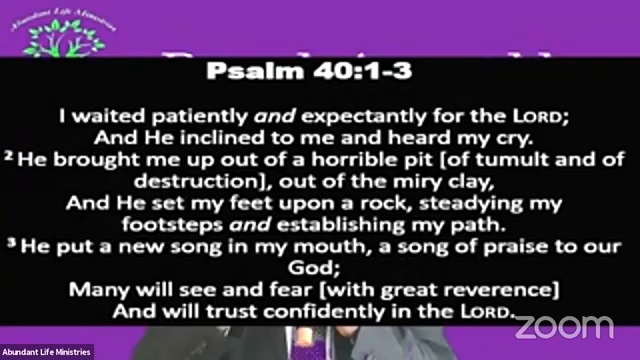 Abundant Life Ministries
Psalm 40:1-3
I waited patiently and expectantly for the LORD;
And He inclined to me and heard my cry.
2 He brought me up out of a horrible pit [of tumult and of
destruction], out of the miry clay,
And He set my feet upon a rock, steadying my
footsteps and establishing my path.
3 He put a new song in my mouth, a song of praise to our
God;
Many will see and fear [with great reverence]
And will trust confidently in the LORD.
zoom
Abundant Life Ministries